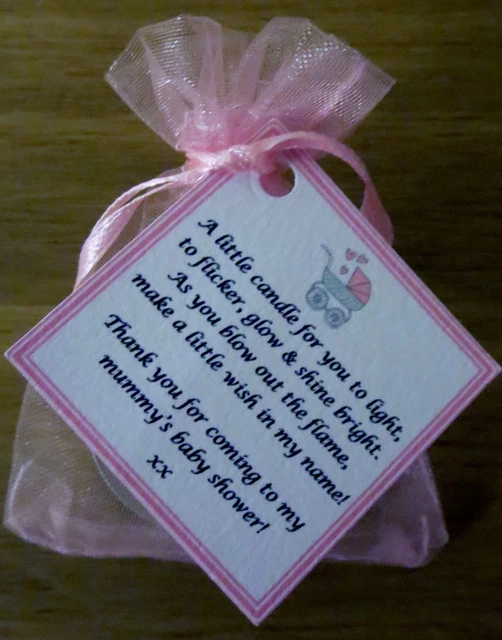 A little candle for you to light,
to flicker, glow & shine bright.
As you blow out the flame,
make a little wish in my name!
Thank you for coming to my
mummy's baby shower!
xx